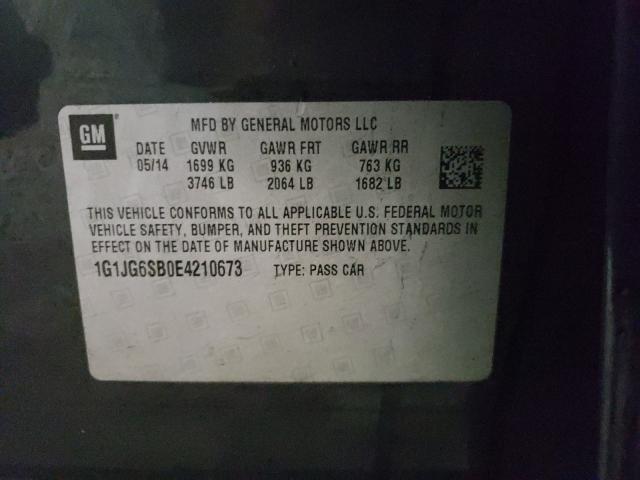 GM
MFD BY GENERAL MOTORS LLC
DATE GVWR GAWR FRT GAWR RR
05/14 1699 KG 936 KG 763 KG
3746 LB 2064 LB 1682 LB
THIS VEHICLE CONFORMS TO ALL APPLICABLE U.S. FEDERAL MOTOR
VEHICLE SAFETY, BUMPER, AND THEFT PREVENTION STANDARDS IN
EFFECT ON THE DATE OF MANUFACTURE SHOWN ABOVE.
1G1JG6SB0E4210673 TYPE: PASS CAR